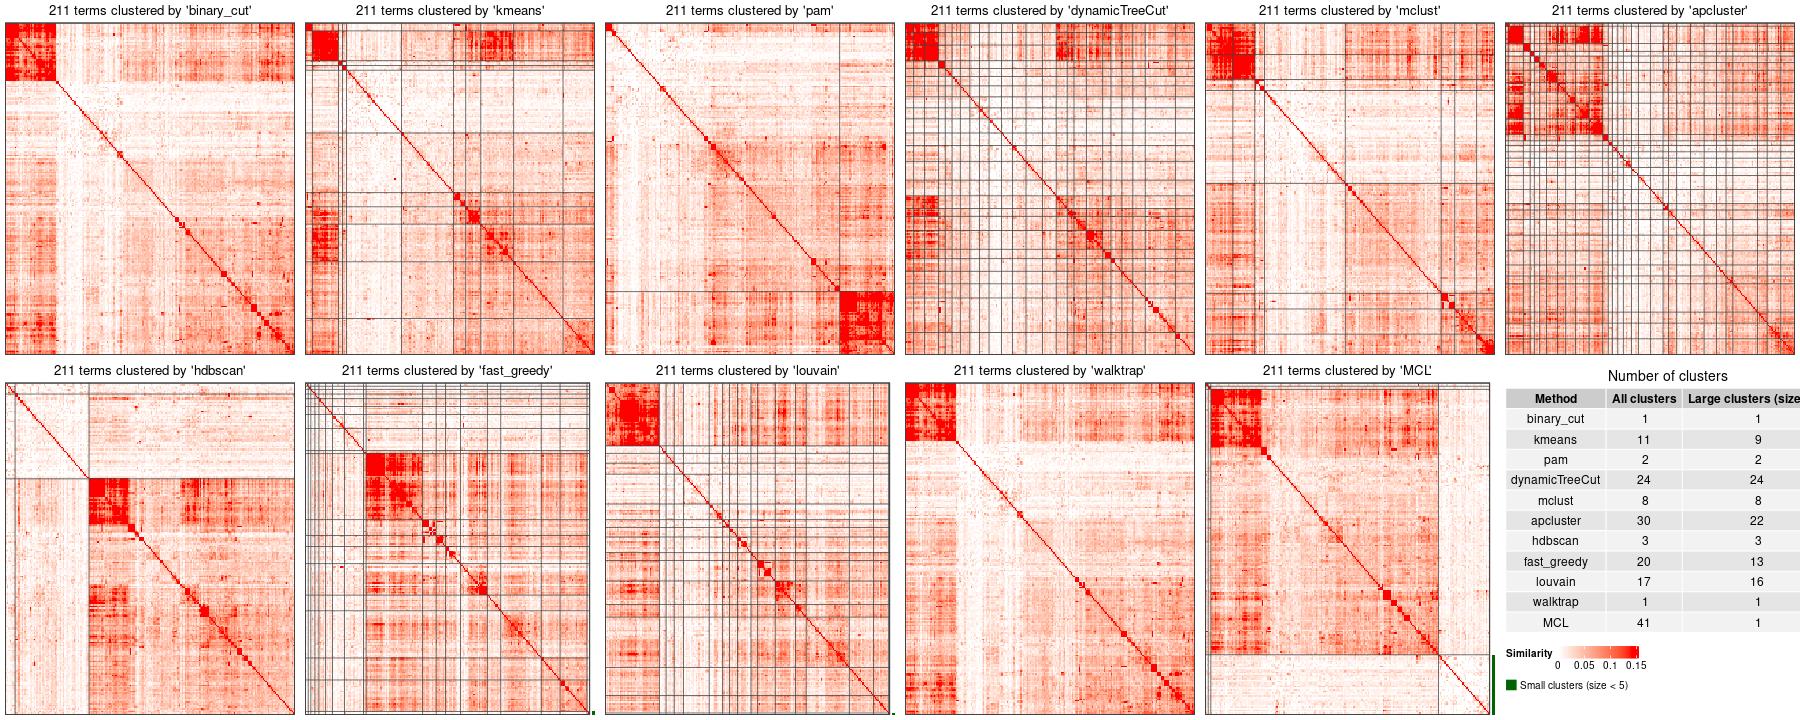 211 terms clustered by 'binary_cut'
211 terms clustered by 'kmeans'
211 terms clustered by 'pam'
211 terms clustered by 'dynamicTreeCut'
211 terms clustered by 'mclust'
211 terms clustered by 'apcluster'
211 terms clustered by 'hdbscan'
211 terms clustered by 'fast_greedy'
211 terms clustered by 'louvain'
211 terms clustered by 'walktrap'
211 terms clustered by 'MCL'
Number of clusters
Method All clusters Large clusters (size
binary_cut 1 1
kmeans 11 9
pam 2 2
dynamicTreeCut 24 24
mclust 8 8
apcluster 30 22
hdbscan 3 3
fast_greedy 20 13
louvain 17 16
walktrap 1 1
MCL 41 1
Similarity
0 0.05 0.1 0.15
Small clusters (size < 5)